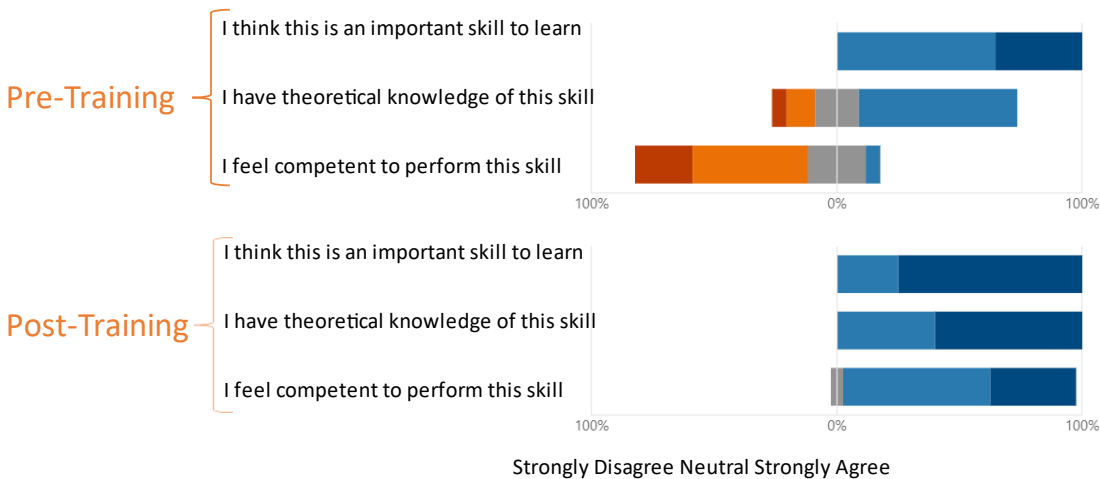 Pre-Training
I think this is an important skill to learn
I have theoretical knowledge of this skill
I feel competent to perform this skill
100% 0% 100%
Post-Training
I think this is an important skill to learn
I have theoretical knowledge of this skill
I feel competent to perform this skill
100% 0% 100%
Strongly Disagree Neutral Strongly Agree